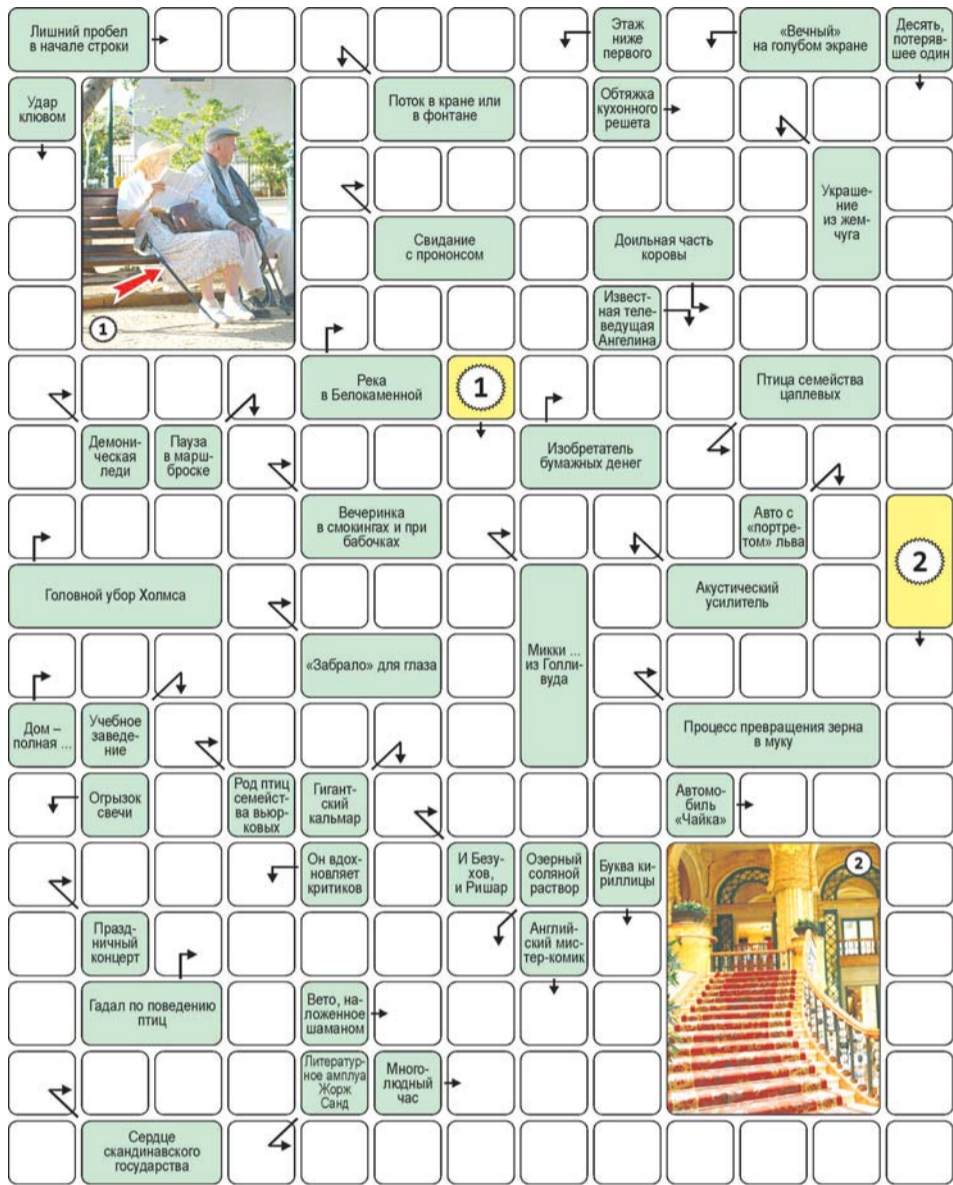 Лишний пробел
в начале строки
Этаж
ниже
первого
«Вечный»
на голубом экране
Десять,
потеряв-
шее один
Удар
клювом
Поток в кране или
в фонтане
Обтяжка
кухонного
решета
Украше-
ние
из жем-
чуга
Свидание
с прононсом
Доильная часть
коровы
1
Извест-
ная теле-
ведущая
Ангелина
Река
в Белокаменной
1
Птица семейства
цаплевых
Демони-
ческая
леди
Пауза
в марш-
броске
Изобретатель
бумажных денег
Вечеринка
в смокингах и при
бабочках
Авто с
«портре-
том» льва
2
Головной убор Холмса
Микки ...
из Голли-
вуда
Акустический
усилитель
«Забрало» для глаза
Дом –
полная ...
Учебное
заведе-
ние
Процесс превращения зерна
в муку
Огрызок
свечи
Род птиц
семейст-
ва вьюр-
ковых
Гигант-
ский
кальмар
Автомо-
биль
«Чайка»
Он вдох-
новляет
критиков
И Безу-
хов,
и Ришар
Озерный
соляной
раствор
Буква ки-
риллицы
2
Празд-
ничный
концерт
Англий-
ский мис-
тер-комик
Гадал по поведению
птиц
Вето, на-
ложенное
шаманом
Литератур-
ное амплуа
Жорж
Санд
Много-
людный
час
Сердце
скандинавского
государства